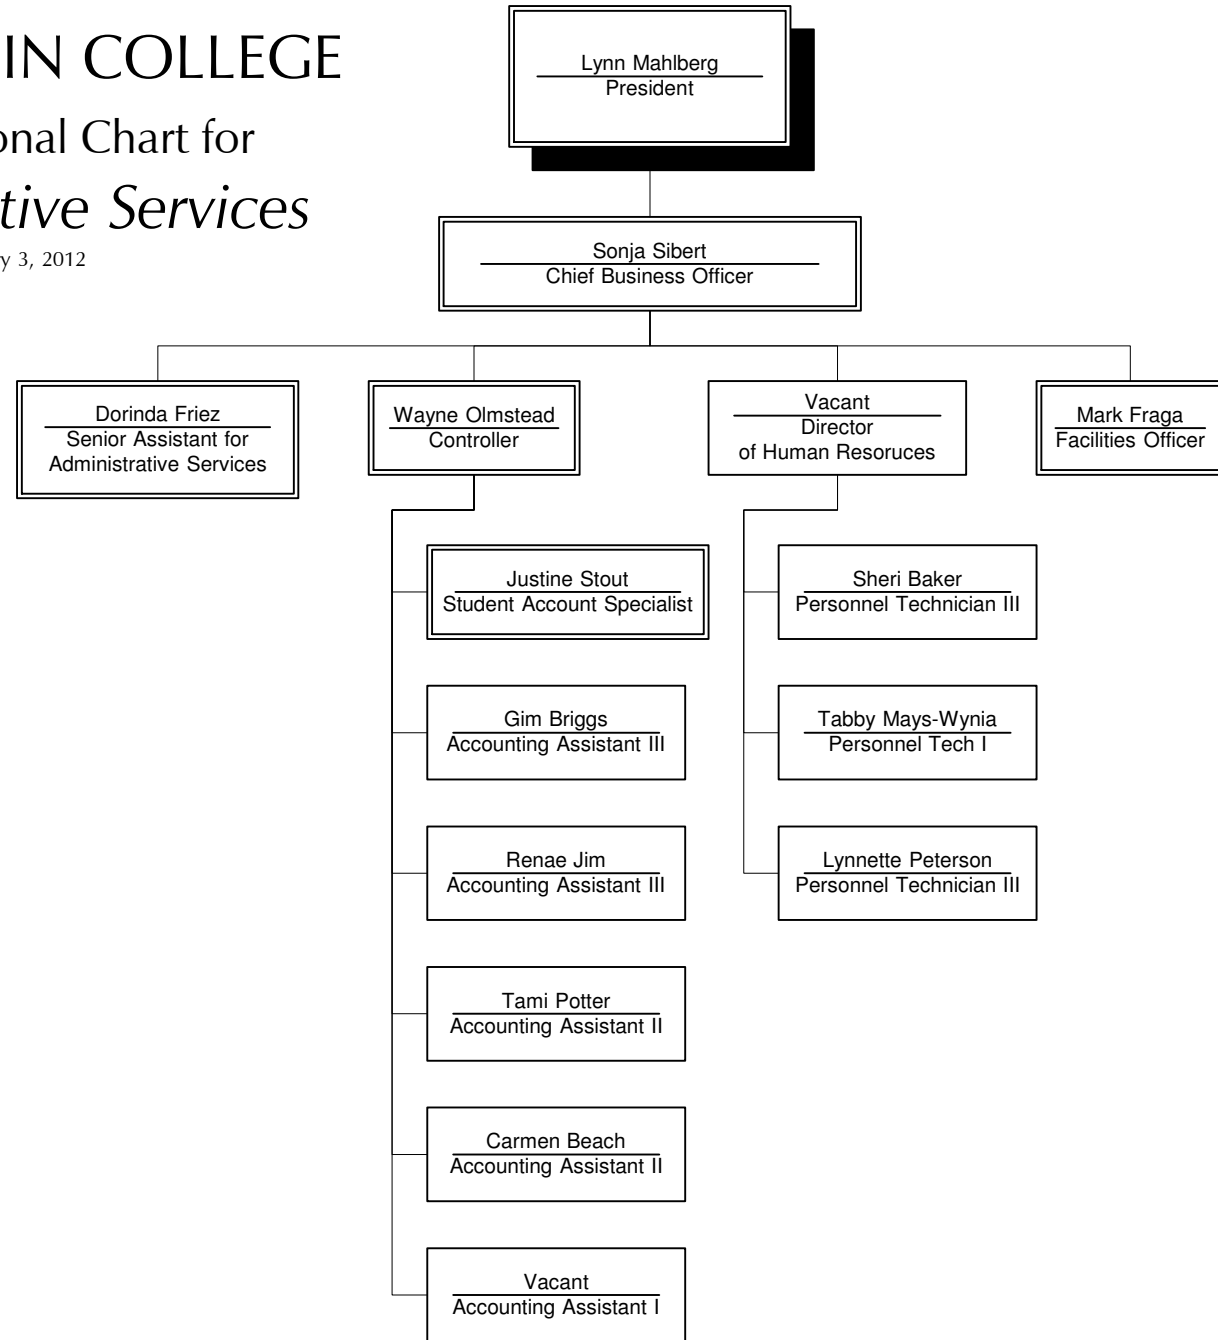 IN COLLEGE
onal Chart for
tive Services
y 3, 2012
Lynn Mahlberg
President
Sonja Sibert
Chief Business Officer
Dorinda Friez
Senior Assistant for
Administrative Services
Wayne Olmstead
Controller
Vacant
Director
of Human Resoruces
Mark Fraga
Facilities Officer
Justine Stout
Student Account Specialist
Gim Briggs
Accounting Assistant III
Renae Jim
Accounting Assistant III
Tami Potter
Accounting Assistant II
Carmen Beach
Accounting Assistant II
Vacant
Accounting Assistant I
Sheri Baker
Personnel Technician III
Tabby Mays-Wynia
Personnel Tech I
Lynnette Peterson
Personnel Technician III